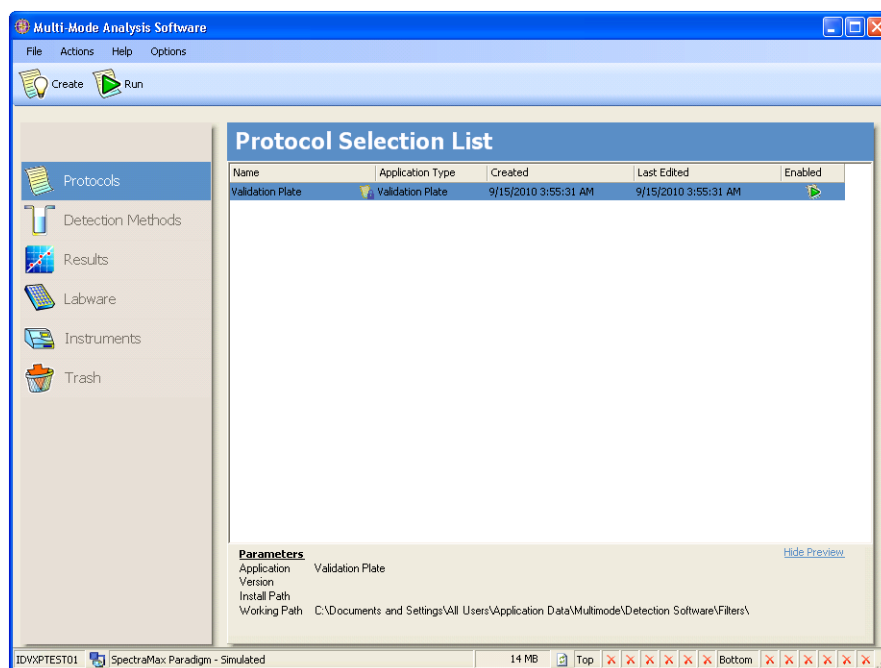 Multi-Mode Analysis Software
File Actions Help Options
Create Run
Protocol Selection List
Protocols
Detection Methods
Results
Labware
Instruments
Trash
Name Application Type Created Last Edited Enabled
Validation Plate Validation Plate 9/15/2010 3:55:31 AM 9/15/2010 3:55:31 AM
Parameters Hide Preview
Application Validation Plate
Version
Install Path
Working Path C:\Documents and Settings\All Users\Application Data\Multimode\Detection Software\Filters\
IDVXPTEST01 SpectraMax Paradigm - Simulated 14 MB Top Bottom